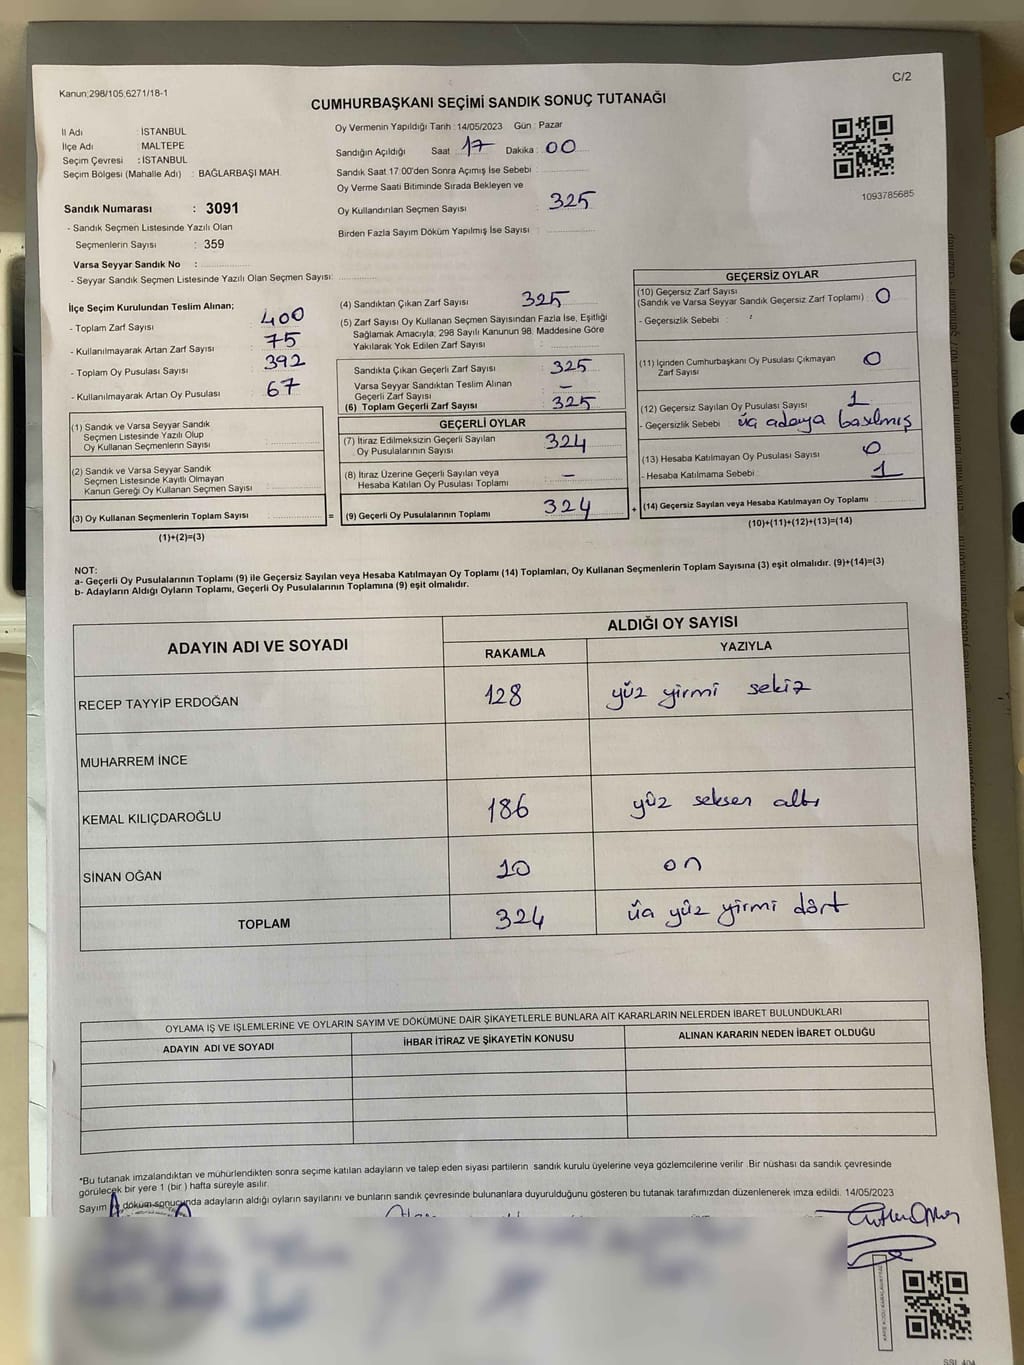 C/2
Kanun:298/105,6271/18-1
CUMHURBAŞKANI SEÇİMİ SANDIK SONUÇ TUTANAĞI
İl Adı : İSTANBUL
İlçe Adı MALTEPE
Seçim Çevresi : İSTANBUL
Seçim Bölgesi (Mahalle Adı) : BAĞLARBAŞI MAH.
Oy Vermenin Yapıldığı Tarih : 14/05/2023 Gün : Pazar
Sandığın Açıldığı Saat : 17 Dakika : 00
Sandık Saat 17:00'den Sonra Açımış İse Sebebi :
Oy Verme Saati Bitiminde Sırada Bekleyen ve
Oy Kullandırılan Seçmen Sayısı : 325
Birden Fazla Sayım Döküm Yapılmış İse Sayısı :
1093785685
Sandık Numarası : 3091
- Sandık Seçmen Listesinde Yazılı Olan
Seçmenlerin Sayısı : 359
Varsa Seyyar Sandık No :
- Seyyar Sandık Seçmen Listesinde Yazılı Olan Seçmen Sayısı:
İlçe Seçim Kurulundan Teslim Alınan;
- Toplam Zarf Sayısı : 400
- Kullanılmayarak Artan Zarf Sayısı : 75
- Toplam Oy Pusulası Sayısı : 392
- Kullanılmayarak Artan Oy Pusulası : 67
(1) Sandık ve Varsa Seyyar Sandık
Seçmen Listesinde Yazılı Olup
Oy Kullanan Seçmenlerin Sayısı :
(2) Sandık ve Varsa Seyyar Sandık
Seçmen Listesinde Kayıtlı Olmayan
Kanun Gereği Oy Kullanan Seçmen Sayısı :
(3) Oy Kullanan Seçmenlerin Toplam Sayısı :
(1)+(2)=(3)
(4) Sandıktan Çıkan Zarf Sayısı : 325
(5) Zarf Sayısı Oy Kullanan Seçmen Sayısından Fazla İse, Eşitliği
Sağlamak Amacıyla, 298 Sayılı Kanunun 98. Maddesine Göre
Yakılarak Yok Edilen Zarf Sayısı :
Sandıkta Çıkan Geçerli Zarf Sayısı : 325
Varsa Seyyar Sandıktan Teslim Alınan
Geçerli Zarf Sayısı : –
(6) Toplam Geçerli Zarf Sayısı : 325
GEÇERLİ OYLAR
(7) İtiraz Edilmeksizin Geçerli Sayılan
Oy Pusulalarının Sayısı : 324
(8) İtiraz Üzerine Geçerli Sayılan veya
Hesaba Katılan Oy Pusulası Toplamı : –
= (9) Geçerli Oy Pusulalarının Toplamı : 324
GEÇERSİZ OYLAR
(10) Geçersiz Zarf Sayısı
(Sandık ve Varsa Seyyar Sandık Geçersiz Zarf Toplamı) : 0
- Geçersizlik Sebebi :
(11) İçinden Cumhurbaşkanı Oy Pusulası Çıkmayan
Zarf Sayısı : 0
(12) Geçersiz Sayılan Oy Pusulası Sayısı : 1
- Geçersizlik Sebebi üç adaya basılmış
(13) Hesaba Katılmayan Oy Pusulası Sayısı : 0
- Hesaba Katılmama Sebebi : 1
+ (14) Geçersiz Sayılan veya Hesaba Katılmayan Oy Toplamı :
(10)+(11)+(12)+(13)=(14)
NOT:
a- Geçerli Oy Pusulalarının Toplamı (9) ile Geçersiz Sayılan veya Hesaba Katılmayan Oy Toplamı (14) Toplamları, Oy Kullanan Seçmenlerin Toplam Sayısına (3) eşit olmalıdır. (9)+(14)=(3)
b- Adayların Aldığı Oyların Toplamı, Geçerli Oy Pusulalarının Toplamına (9) eşit olmalıdır.
ADAYIN ADI VE SOYADI
ALDIĞI OY SAYISI
RAKAMLA YAZIYLA
RECEP TAYYİP ERDOĞAN 128 yüz yirmi sekiz
MUHARREM İNCE
KEMAL KILIÇDAROĞLU 186 yüz seksen altı
SİNAN OĞAN 10 on
TOPLAM 324 üç yüz yirmi dört
OYLAMA İŞ VE İŞLEMLERİNE VE OYLARIN SAYIM VE DÖKÜMÜNE DAİR ŞİKAYETLERLE BUNLARA AİT KARARLARIN NELERDEN İBARET BULUNDUKLARI
ADAYIN ADI VE SOYADI İHBAR İTİRAZ VE ŞİKAYETİN KONUSU ALINAN KARARIN NEDEN İBARET OLDUĞU
*Bu tutanak imzalandıktan ve mühürlendikten sonra seçime katılan adayların ve talep eden siyasi partilerin sandık kurulu üyelerine veya gözlemcilerine verilir .Bir nüshası da sandık çevresinde
görülecek bir yere 1 (bir ) hafta süreyle asılır.
Sayım döküm sonucunda adayların aldığı oyların sayılarını ve bunların sandık çevresinde bulunanlara duyurulduğunu gösteren bu tutanak tarafımızdan düzenlenerek imza edildi. 14/05/2023